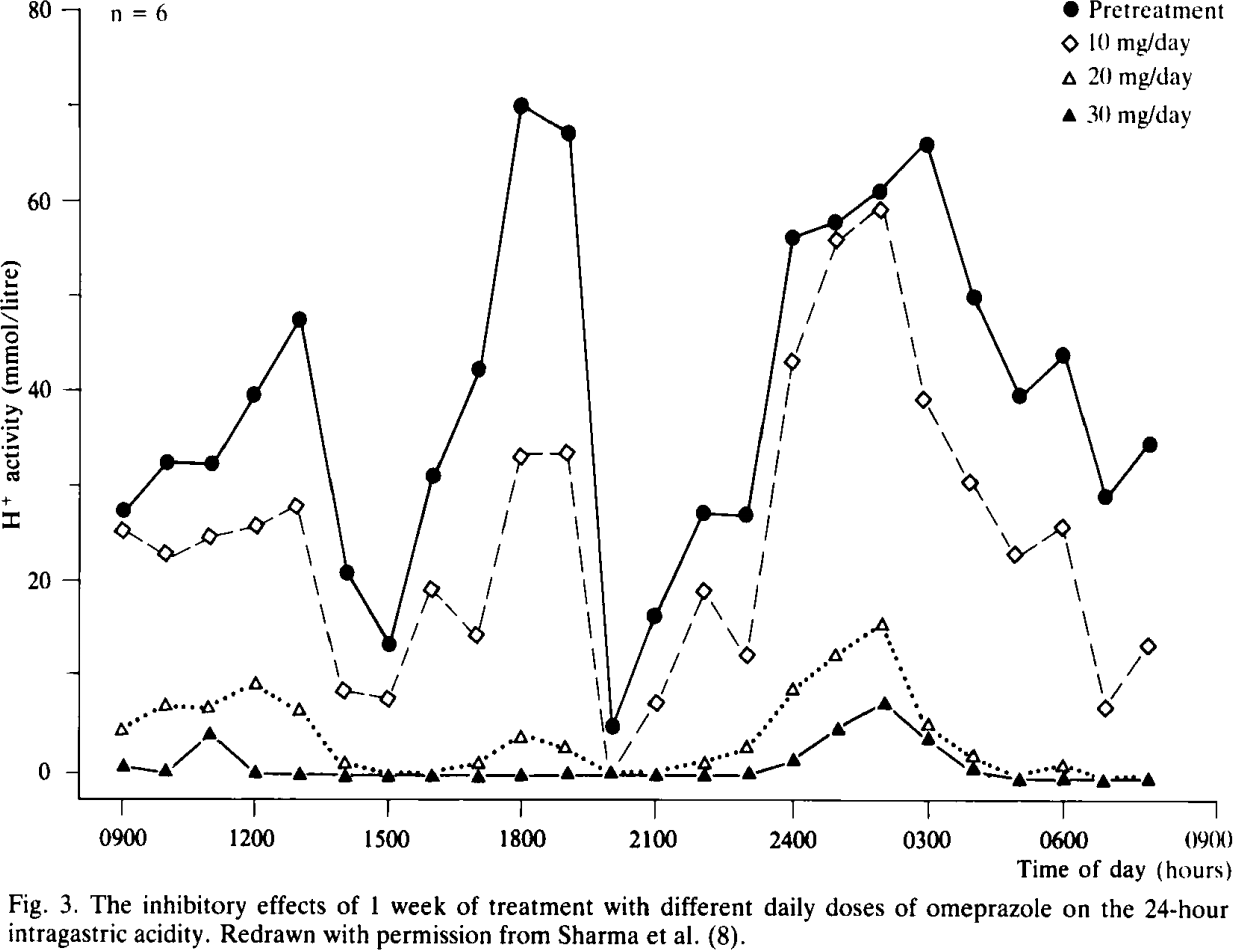 80
n = 6
● Pretreatment
◇ 10 mg/day
△ 20 mg/day
▲ 30 mg/day
60
40
20
0
H⁺ activity (mmol/litre)
0900 1200 1500 1800 2100 2400 0300 0600 0900
Time of day (hours)
Fig. 3. The inhibitory effects of 1 week of treatment with different daily doses of omeprazole on the 24-hour
intragastric acidity. Redrawn with permission from Sharma et al. (8).